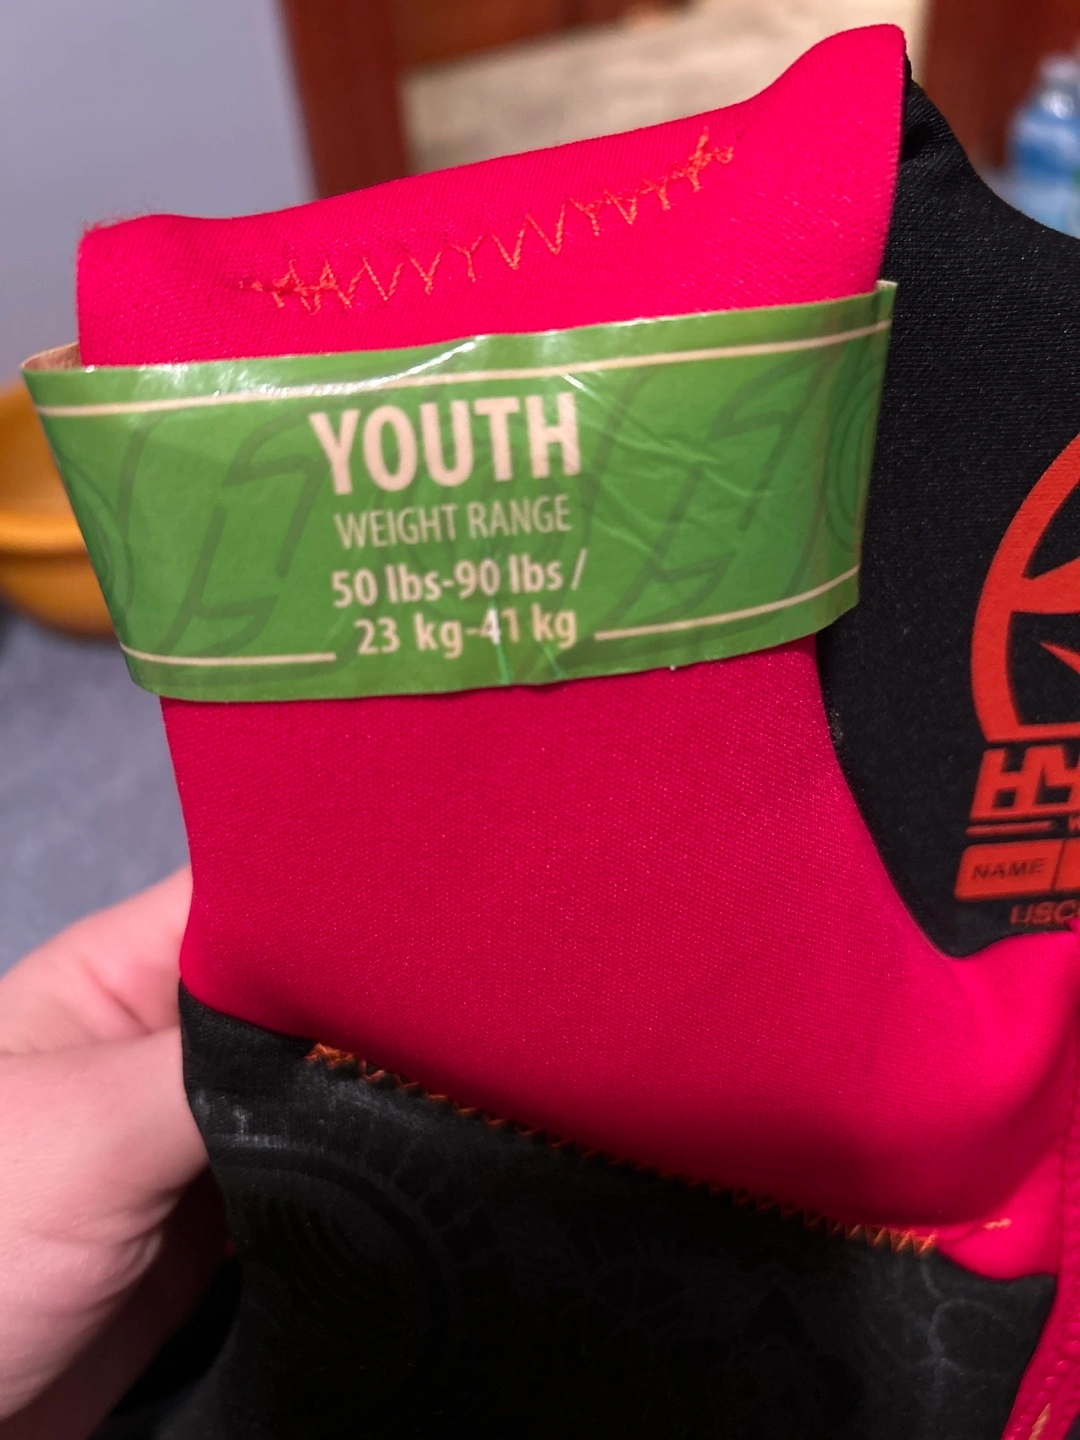 YOUTH
WEIGHT RANGE
50 lbs-90 lbs /
23 kg-41 kg
NAME